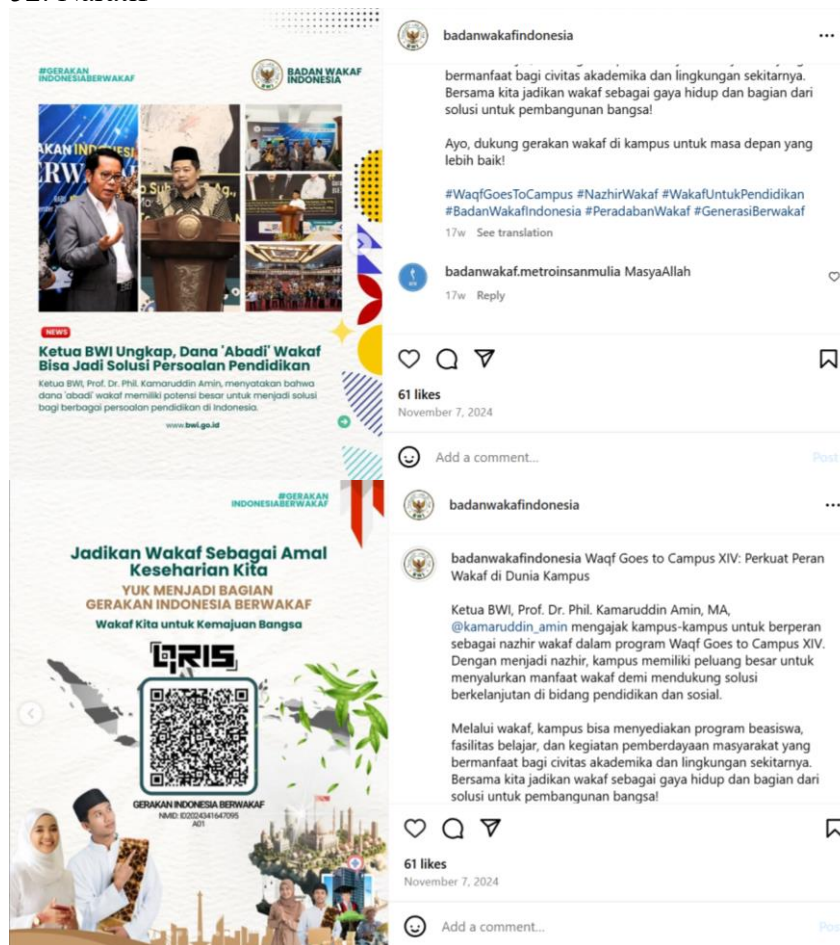 #GERAKAN
INDONESIABERWAKAF
BWI
BADAN WAKAF
INDONESIA
NEWS
Ketua BWI Ungkap, Dana 'Abadi' Wakaf
Bisa Jadi Solusi Persoalan Pendidikan
Ketua BWI, Prof. Dr. Phil. Kamaruddin Amin, menyatakan bahwa
dana 'abadi' wakaf memiliki potensi besar untuk menjadi solusi
bagi berbagai persoalan pendidikan di Indonesia.
www.bwi.go.id
badanwakafindonesia
bermanfaat bagi civitas akademika dan lingkungan sekitarnya.
Bersama kita jadikan wakaf sebagai gaya hidup dan bagian dari
solusi untuk pembangunan bangsa!
Ayo, dukung gerakan wakaf di kampus untuk masa depan yang
lebih baik!
#WaqfGoesToCampus #NazhirWakaf #WakafUntukPendidikan
#BadanWakafIndonesia #PeradabanWakaf #GenerasiBerwakaf
17w See translation
badanwakaf.metroinsanmulia MasyaAllah
17w Reply
61 likes
November 7, 2024
Add a comment...
Post
#GERAKAN
INDONESIABERWAKAF
Jadikan Wakaf Sebagai Amal
Keseharian Kita
YUK MENJADI BAGIAN
GERAKAN INDONESIA BERWAKAF
Wakaf Kita untuk Kemajuan Bangsa
QRIS
GERAKAN INDONESIA BERWAKAF
NMID: ID2024341647095
A01
badanwakafindonesia
badanwakafindonesia Waqf Goes to Campus XIV: Perkuat Peran
Wakaf di Dunia Kampus
Ketua BWI, Prof. Dr. Phil. Kamaruddin Amin, MA,
@kamaruddin_amin mengajak kampus-kampus untuk berperan
sebagai nazhir wakaf dalam program Waqf Goes to Campus XIV.
Dengan menjadi nazhir, kampus memiliki peluang besar untuk
menyalurkan manfaat wakaf demi mendukung solusi
berkelanjutan di bidang pendidikan dan sosial.
Melalui wakaf, kampus bisa menyediakan program beasiswa,
fasilitas belajar, dan kegiatan pemberdayaan masyarakat yang
bermanfaat bagi civitas akademika dan lingkungan sekitarnya.
Bersama kita jadikan wakaf sebagai gaya hidup dan bagian dari
solusi untuk pembangunan bangsa!
61 likes
November 7, 2024
Add a comment...
Post